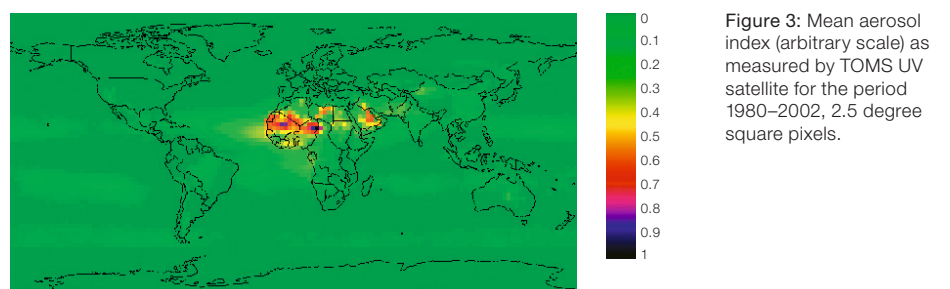 0
0.1
0.2
0.3
0.4
0.5
0.6
0.7
0.8
0.9
1
Figure 3: Mean aerosol
index (arbitrary scale) as
measured by TOMS UV
satellite for the period
1980–2002, 2.5 degree
square pixels.